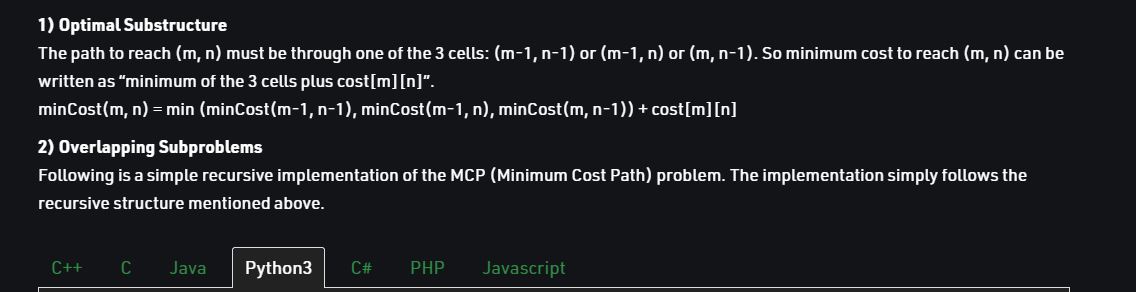 1) Optimal Substructure
The path to reach (m, n) must be through one of the 3 cells: (m-1, n-1) or (m-1, n) or (m, n-1). So minimum cost to reach (m, n) can be
written as “minimum of the 3 cells plus cost[m][n]”.
minCost(m, n) = min (minCost(m-1, n-1), minCost(m-1, n), minCost(m, n-1)) + cost[m][n]
2) Overlapping Subproblems
Following is a simple recursive implementation of the MCP (Minimum Cost Path) problem. The implementation simply follows the
recursive structure mentioned above.
C++ C Java Python3 C# PHP Javascript